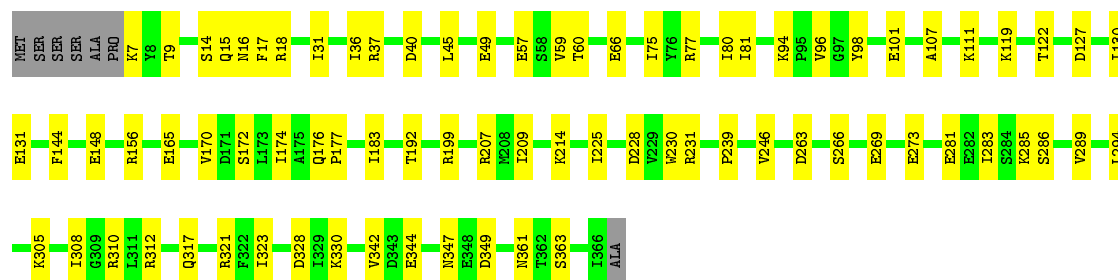 MET SER SER SER ALA PRO K7 Y8 T9 S14 Q15 N16 F17 R18 I31 I36 R37 D40 L45 E49 E57 S58 V59 T60 E66 I75 Y76 R77 I80 I81 K94 P95 V96 G97 Y98 E101 A107 K111 K119 T122 D127
E131 F144 E148 R156 E165 V170 D171 S172 L173 I174 A175 Q176 P177 I183 T192 R199 R207 M208 I209 K214 I225 D228 V229 W230 R231 P239 V246 D263 S266 E269 E273 E281 E282 I283 S284 K285 S286 V289
K305 I308 G309 R310 L311 R312 Q317 R321 F322 I323 D328 I329 K330 V342 D343 E344 N347 E348 D349 N361 T362 S363 I366 ALA